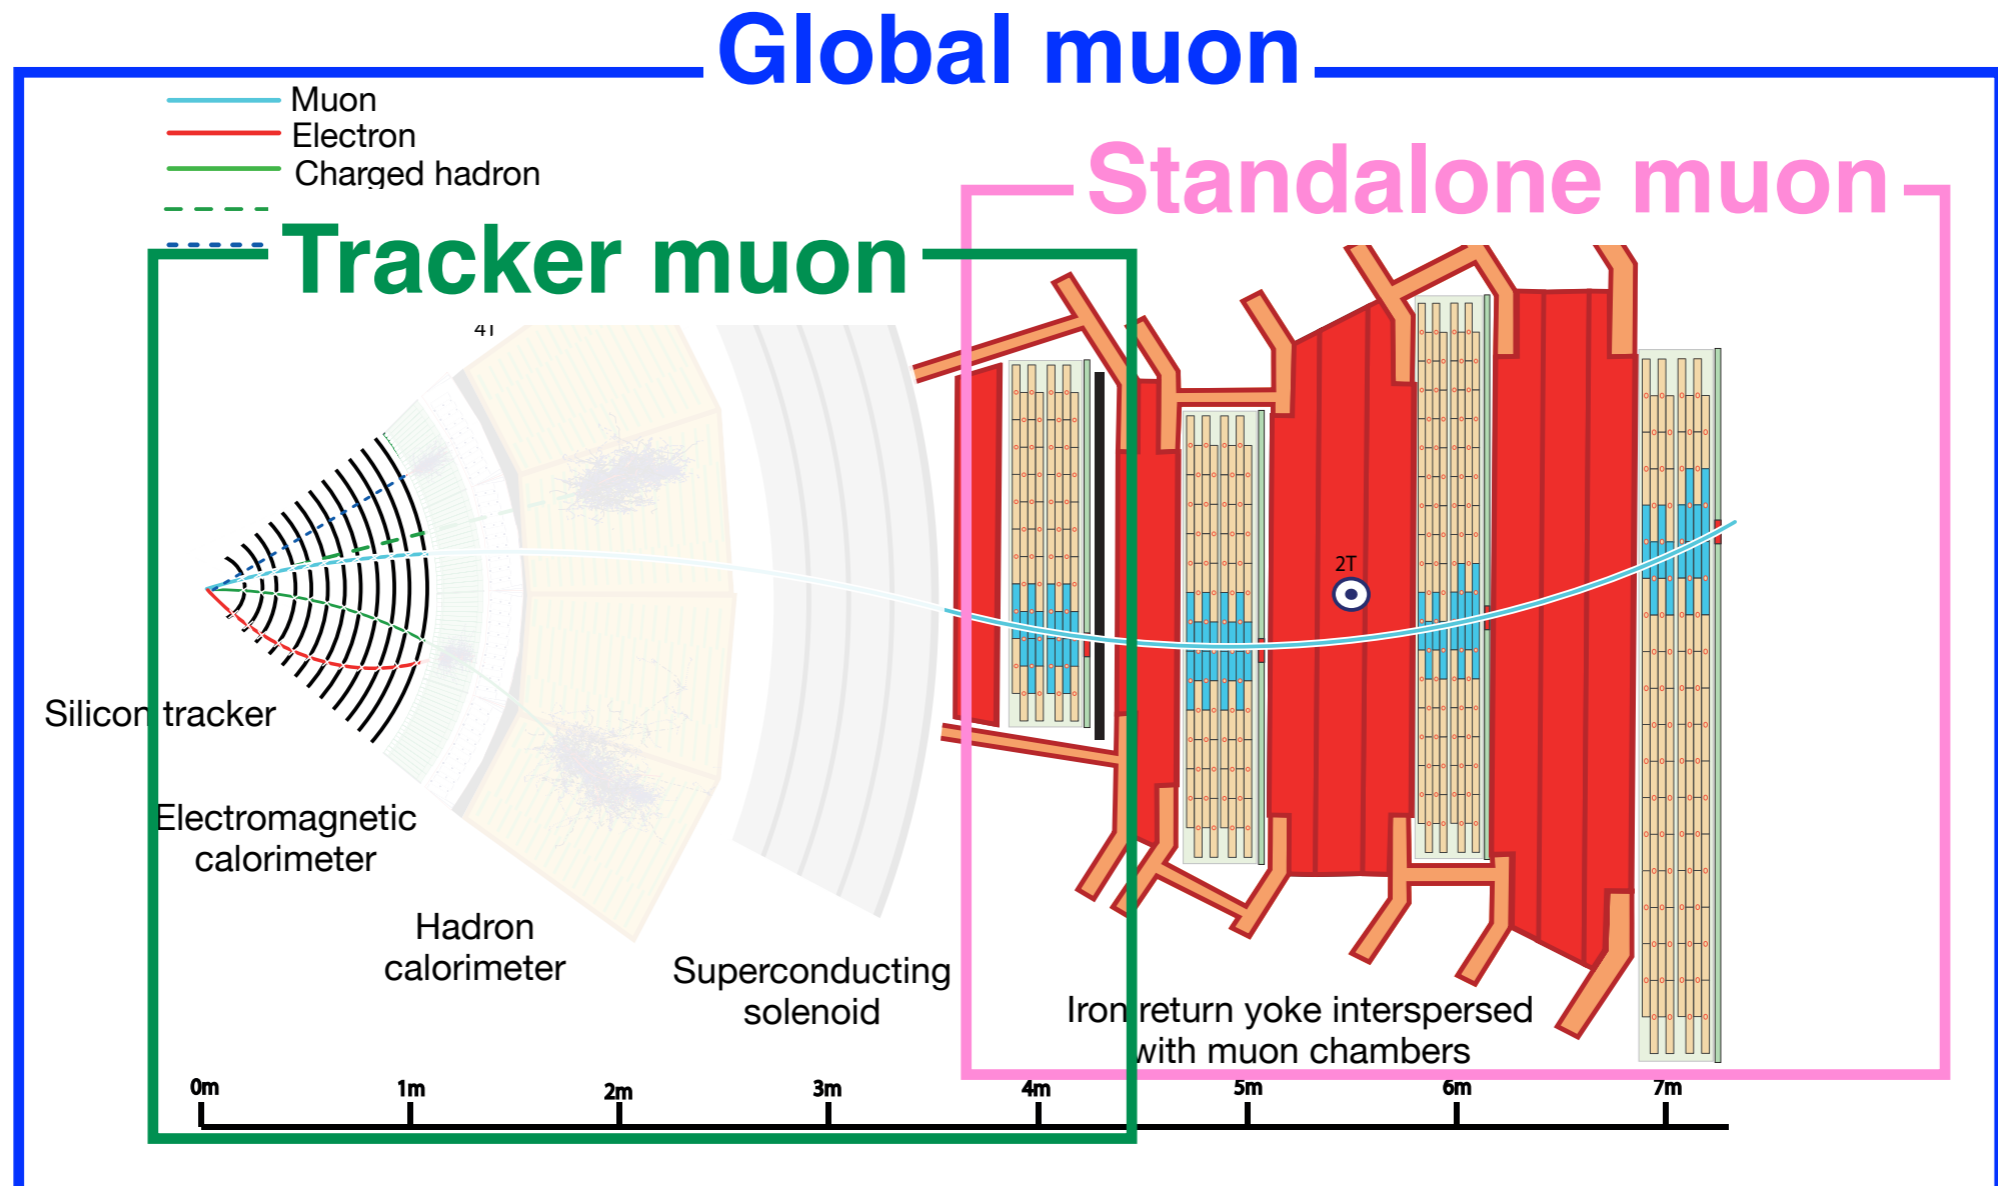 Global muon
Muon
Electron
Charged hadron
Standalone muon
Tracker muon
4T
2T
Silicon tracker
Electromagnetic
calorimeter
Hadron
calorimeter
Superconducting
solenoid
Iron return yoke interspersed
with muon chambers
0m 1m 2m 3m 4m 5m 6m 7m